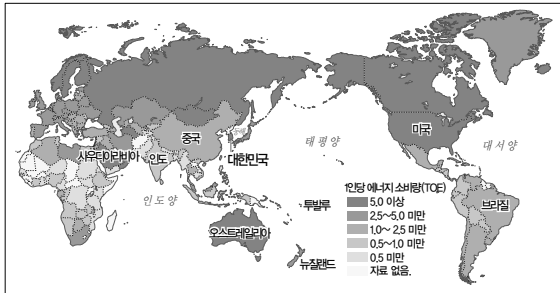 중국
사우디아라비아
인도
대한민국
태평양
미국
대서양
인도양
투발루
오스트레일리아
뉴질랜드
브라질
1인당 에너지 소비량(TOE)
5.0 이상
2.5~5.0 미만
1.0~2.5 미만
0.5~1.0 미만
0.5 미만
자료 없음.